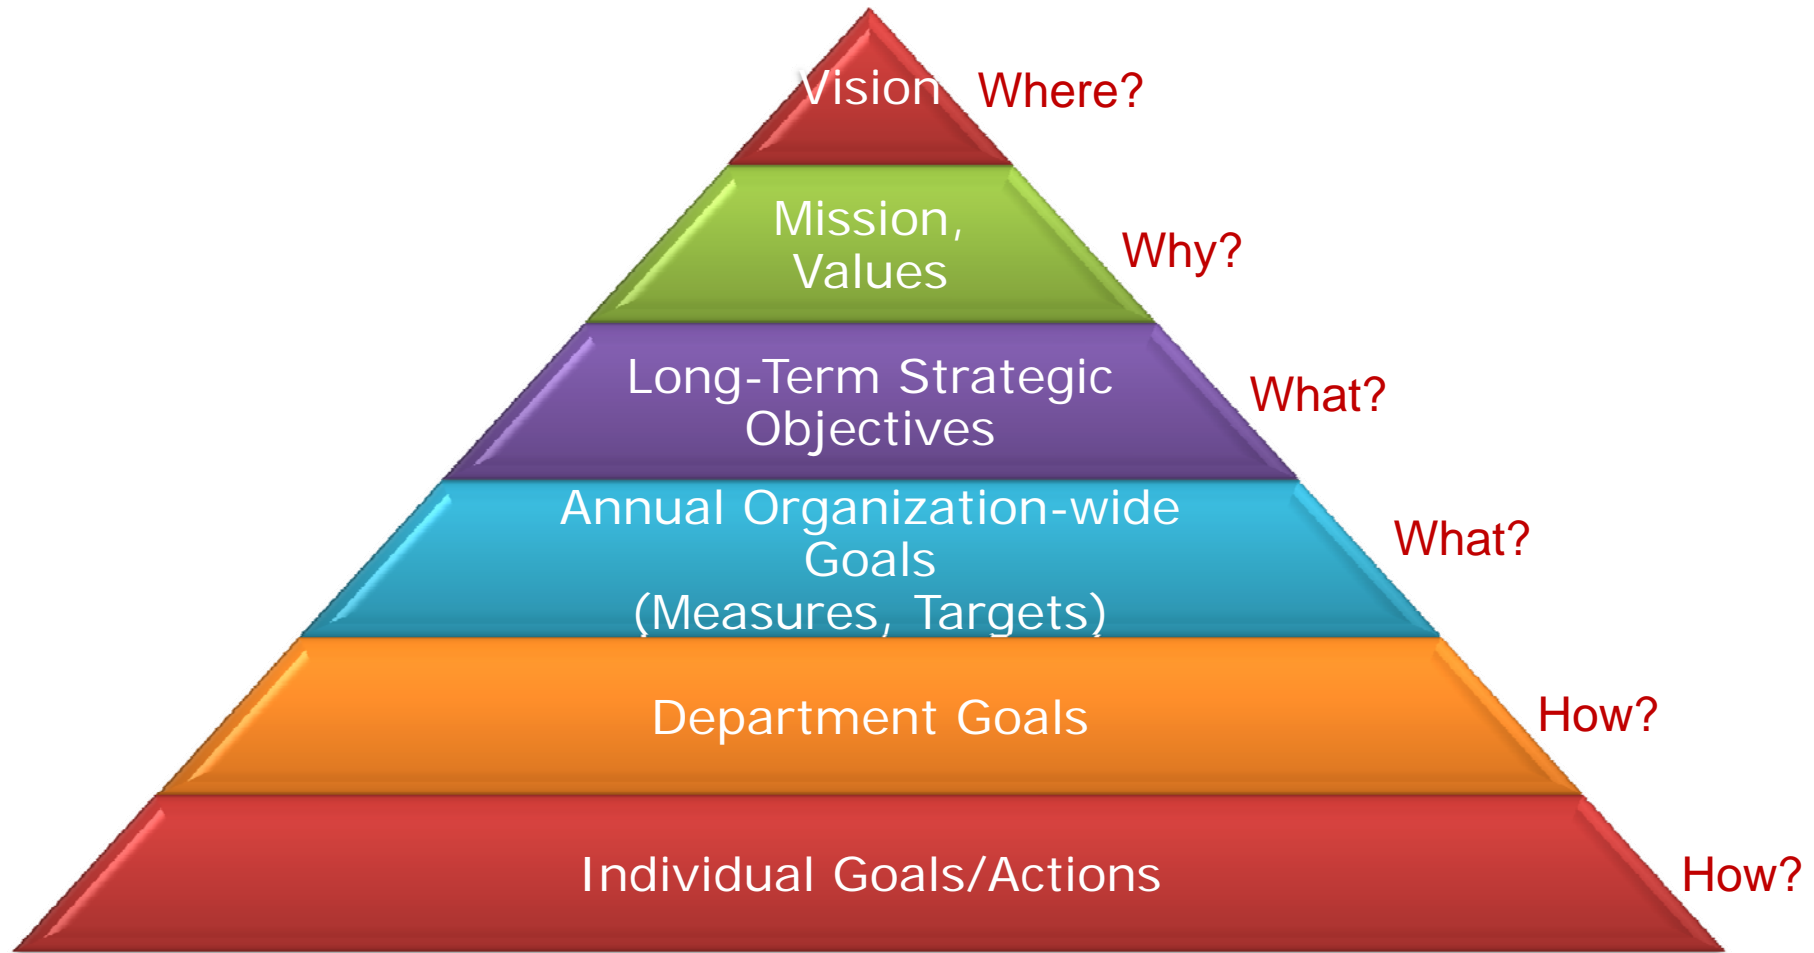 Vision
Where?
Mission,
Values
Why?
Long-Term Strategic
Objectives
What?
Annual Organization-wide
Goals
(Measures, Targets)
What?
Department Goals
How?
Individual Goals/Actions
How?